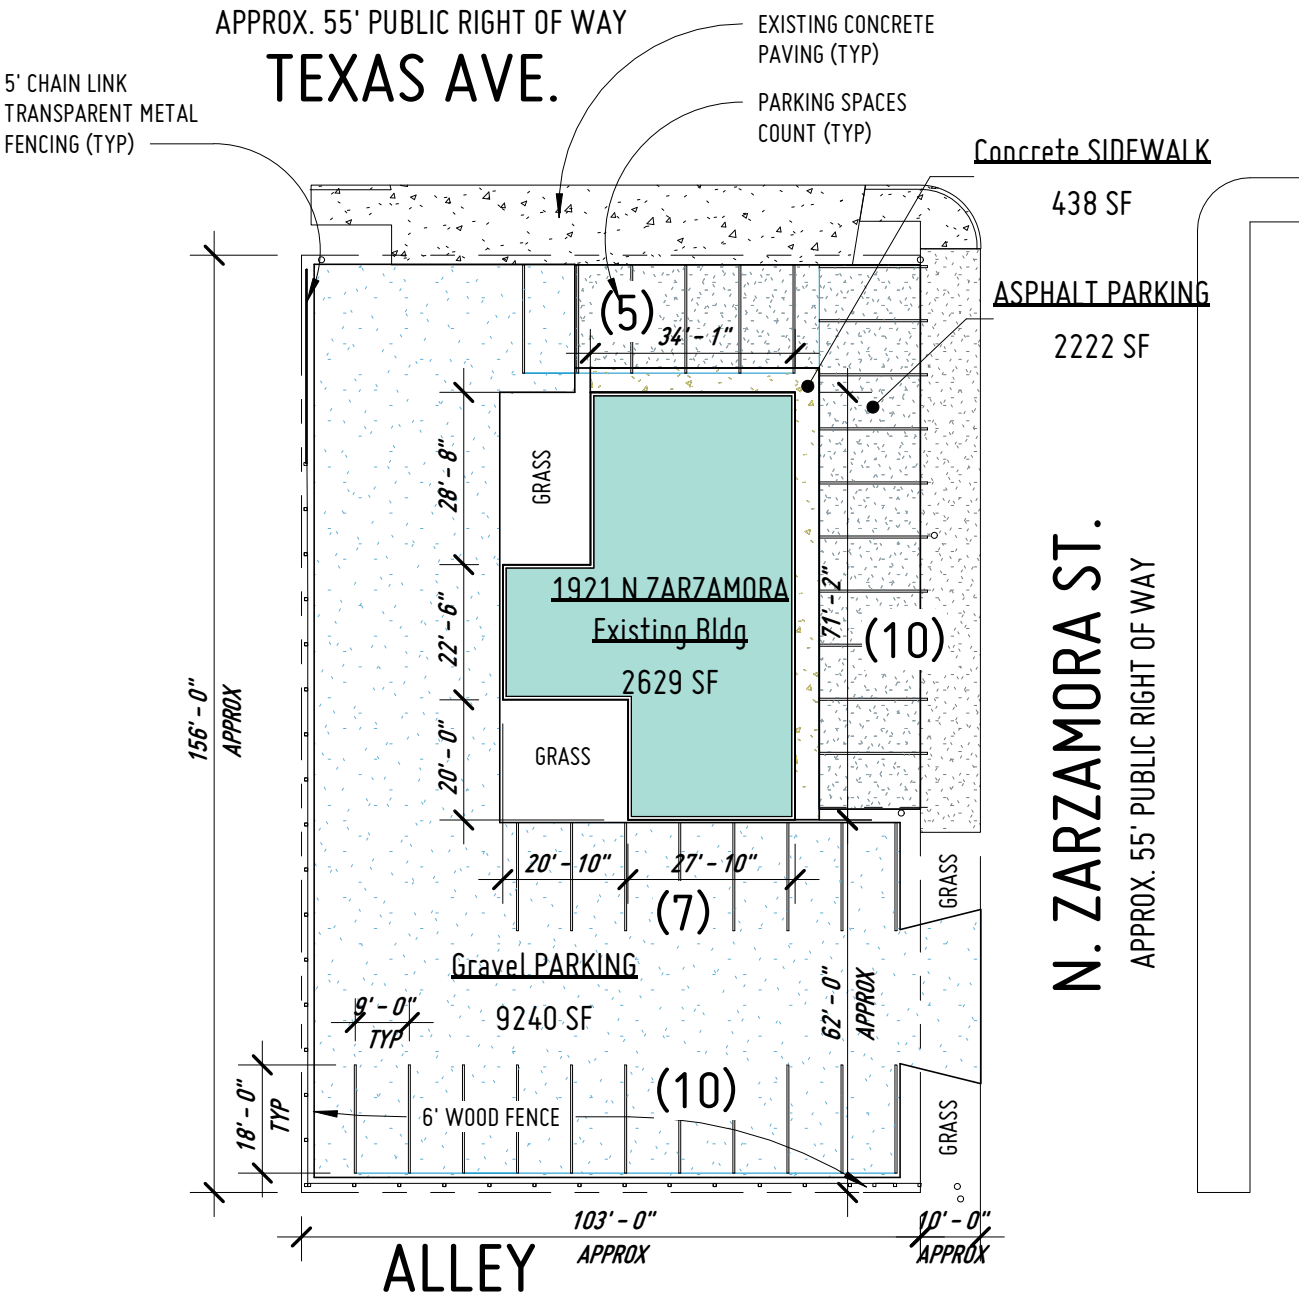 APPROX. 55' PUBLIC RIGHT OF WAY
TEXAS AVE.
EXISTING CONCRETE
PAVING (TYP)
5' CHAIN LINK
TRANSPARENT METAL
FENCING (TYP)
PARKING SPACES
COUNT (TYP)
Concrete SIDEWALK
438 SF
ASPHALT PARKING
2222 SF
(5)
34' - 1"
28' - 8"
GRASS
22' - 6"
1921 N ZARZAMORA
Existing Bldg
2629 SF
71' - 2"
(10)
N. ZARZAMORA ST.
APPROX. 55' PUBLIC RIGHT OF WAY
156' - 0"
APPROX
20' - 0"
GRASS
20' - 10"
27' - 10"
(7)
GRASS
Gravel PARKING
9240 SF
62' - 0"
APPROX
9' - 0"
TYP
18' - 0"
TYP
6' WOOD FENCE
(10)
GRASS
103' - 0"
APPROX
10' - 0"
APPROX
ALLEY